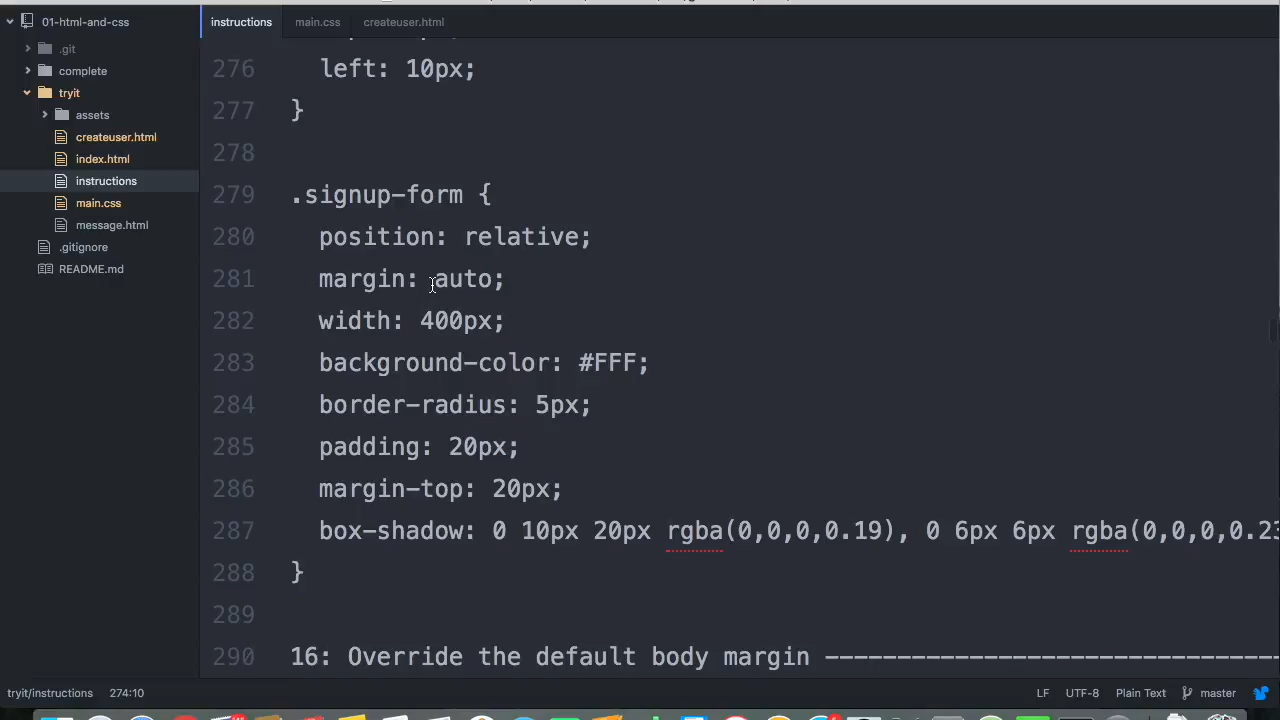 01-html-and-css
.git
complete
tryit
assets
createuser.html
index.html
instructions
main.css
message.html
.gitignore
README.md
instructions main.css createuser.html
276 left: 10px;
277 }
278
279 .signup-form {
280 position: relative;
281 margin: auto;
282 width: 400px;
283 background-color: #FFF;
284 border-radius: 5px;
285 padding: 20px;
286 margin-top: 20px;
287 box-shadow: 0 10px 20px rgba(0,0,0,0.19), 0 6px 6px rgba(0,0,0,0.23
288 }
289
290 16: Override the default body margin --------------------------------
tryit/instructions 274:10 LF UTF-8 Plain Text master